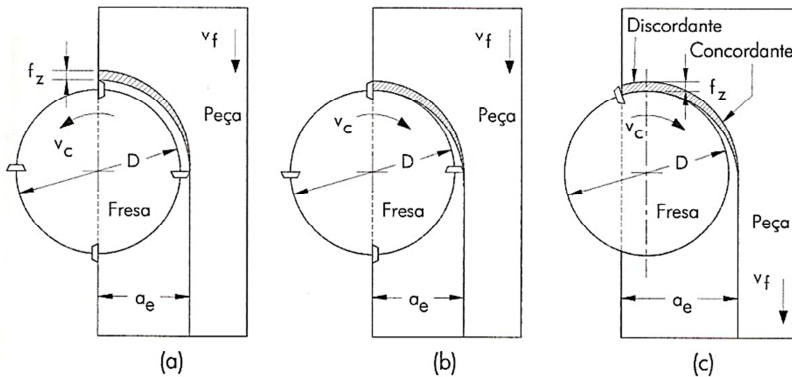 v_f
f_z
Peça
v_c
D
Fresa
a_e
(a)
v_f
Peça
v_c
D
Fresa
a_e
(b)
Discordante
Concordante
f_z
v_c
D
Fresa
Peça
a_e
v_f
(c)